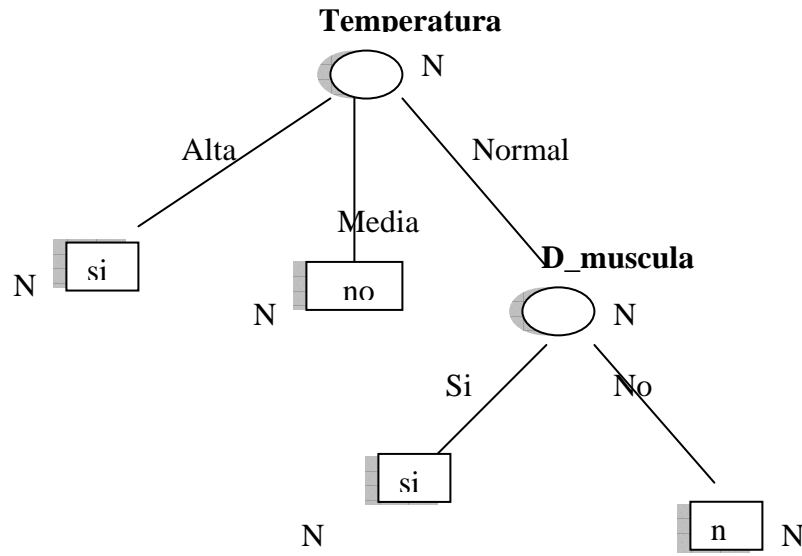 Temperatura
N
Alta
Normal
Media
D_muscula
si
N
no
N
N
Si
No
si
N
n
N